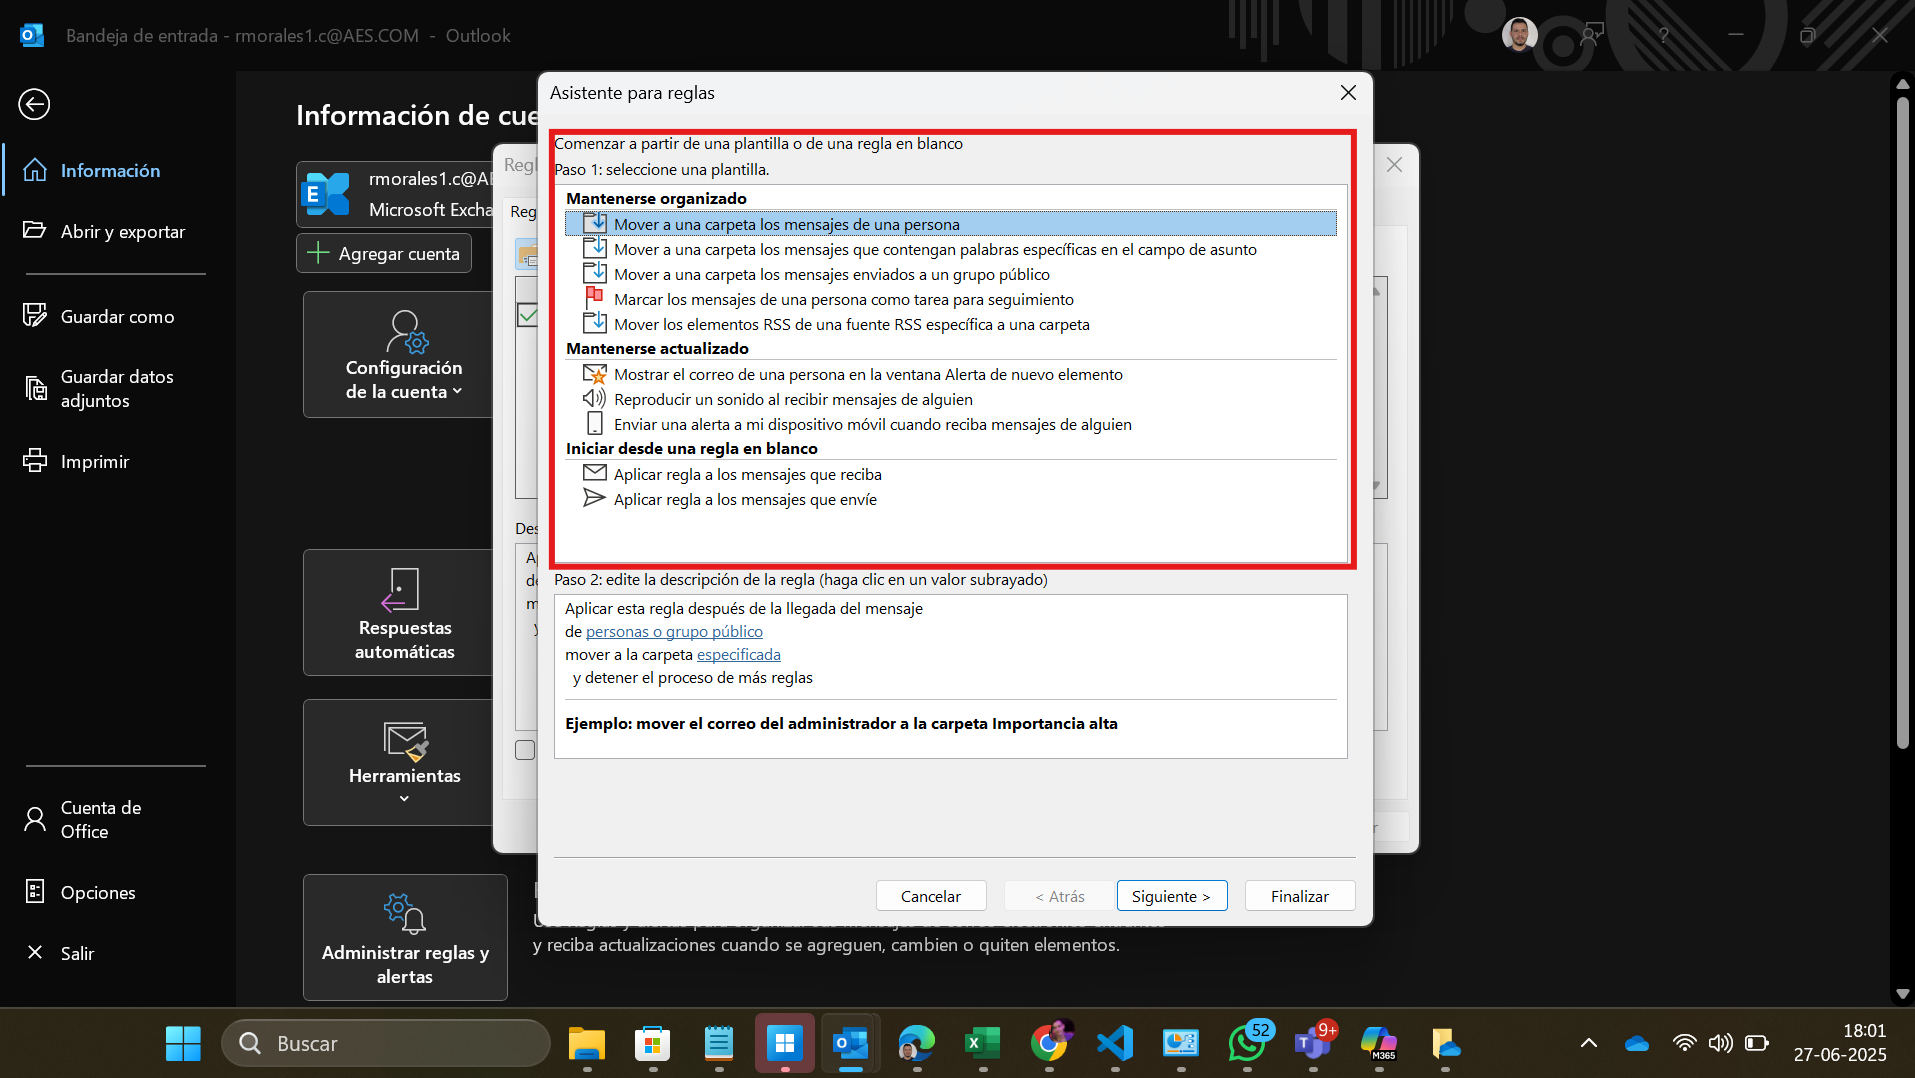 Bandeja de entrada - rmorales1.c@AES.COM - Outlook
Información
Abrir y exportar
Guardar como
Guardar datos
adjuntos
Imprimir
Cuenta de
Office
Opciones
Salir
Información de cue
rmorales1.c@AE
Microsoft Excha
Agregar cuenta
Configuración
de la cuenta
Respuestas
automáticas
Herramientas
Administrar reglas y
alertas
y reciba actualizaciones cuando se agreguen, cambien o quiten elementos.
Regl
Reg
Des
Asistente para reglas
Comenzar a partir de una plantilla o de una regla en blanco
Paso 1: seleccione una plantilla.
Mantenerse organizado
Mover a una carpeta los mensajes de una persona
Mover a una carpeta los mensajes que contengan palabras específicas en el campo de asunto
Mover a una carpeta los mensajes enviados a un grupo público
Marcar los mensajes de una persona como tarea para seguimiento
Mover los elementos RSS de una fuente RSS específica a una carpeta
Mantenerse actualizado
Mostrar el correo de una persona en la ventana Alerta de nuevo elemento
Reproducir un sonido al recibir mensajes de alguien
Enviar una alerta a mi dispositivo móvil cuando reciba mensajes de alguien
Iniciar desde una regla en blanco
Aplicar regla a los mensajes que reciba
Aplicar regla a los mensajes que envíe
Paso 2: edite la descripción de la regla (haga clic en un valor subrayado)
Aplicar esta regla después de la llegada del mensaje
de personas o grupo público
mover a la carpeta especificada
y detener el proceso de más reglas
Ejemplo: mover el correo del administrador a la carpeta Importancia alta
Cancelar
< Atrás
Siguiente >
Finalizar
Buscar
52
9+
M365
18:01
27-06-2025